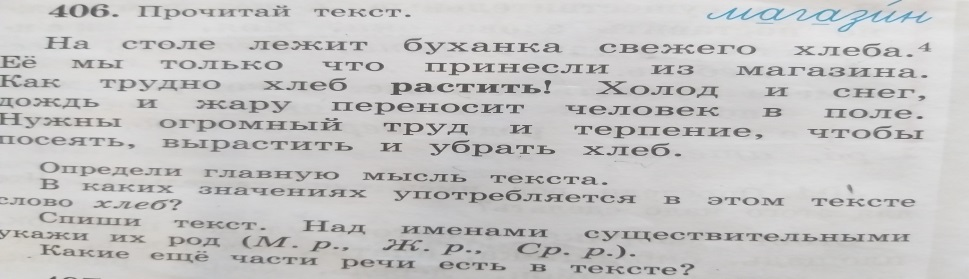 406. Прочитай текст.
магазин
На столе лежит буханка свежего хлеба.⁴
Её мы только что принесли из магазина.
Как трудно хлеб растить! Холод и снег,
дождь и жару переносит человек в поле.
Нужны огромный труд и терпение, чтобы
посеять, вырастить и убрать хлеб.
Определи главную мысль текста.
В каких значениях употребляется в этом тексте
слово хлеб?
Спиши текст. Над именами существительными
укажи их род (М. р., Ж. р., Ср. р.).
Какие ещё части речи есть в тексте?